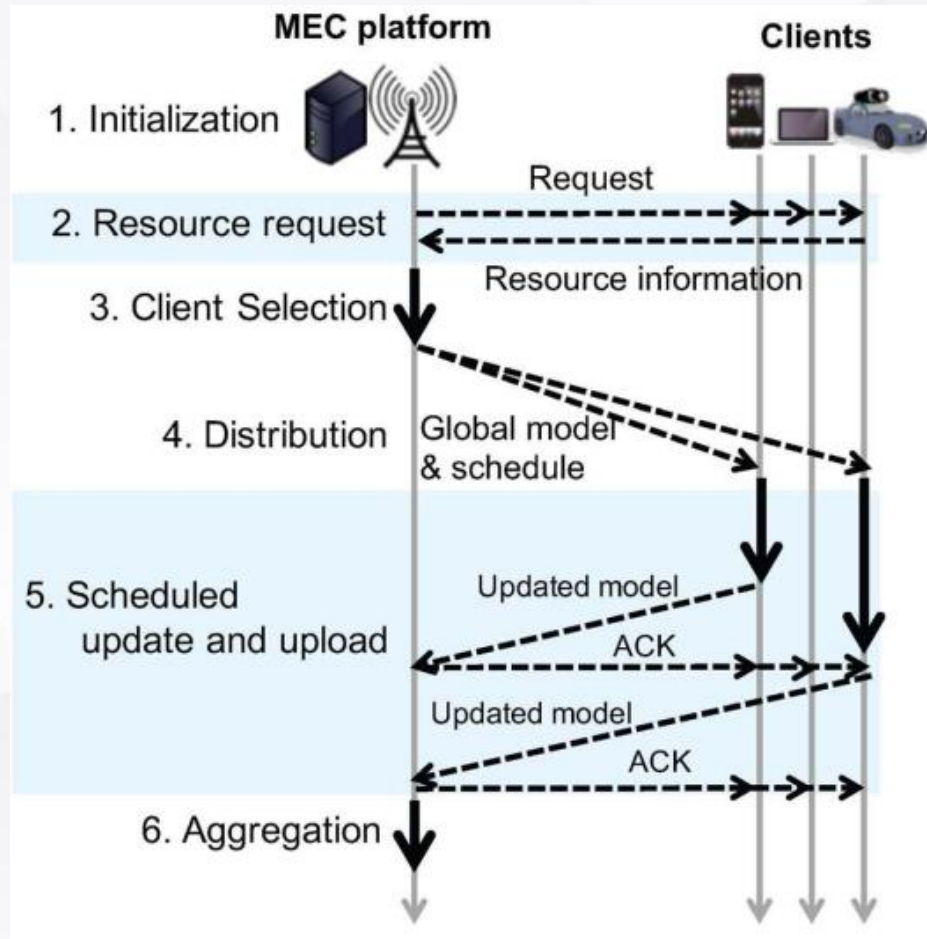 MEC platform
Clients
1. Initialization
Request
2. Resource request
Resource information
3. Client Selection
4. Distribution
Global model
& schedule
Updated model
5. Scheduled
update and upload
ACK
Updated model
ACK
6. Aggregation